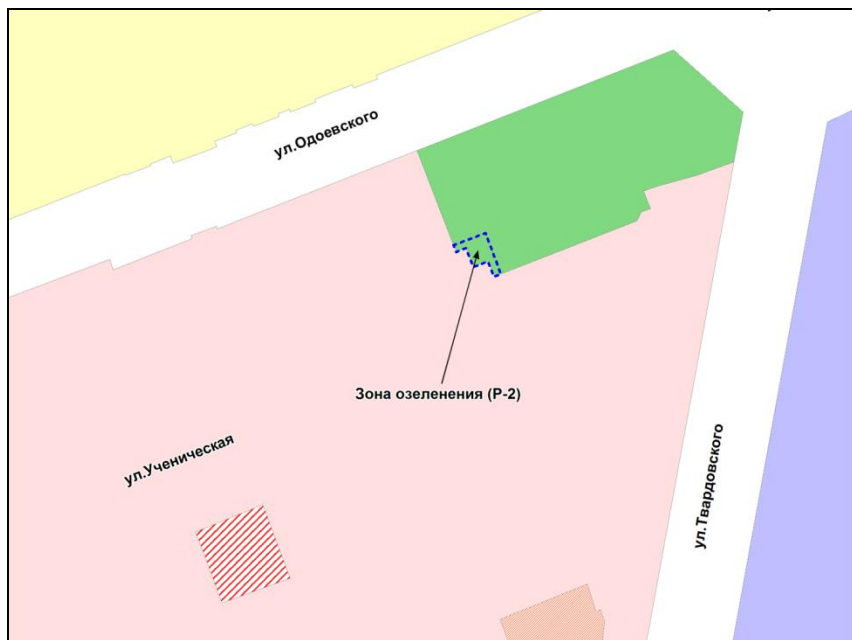 ул.Одоевского
Зона озеленения (Р-2)
ул.Ученическая
ул.Твардовского